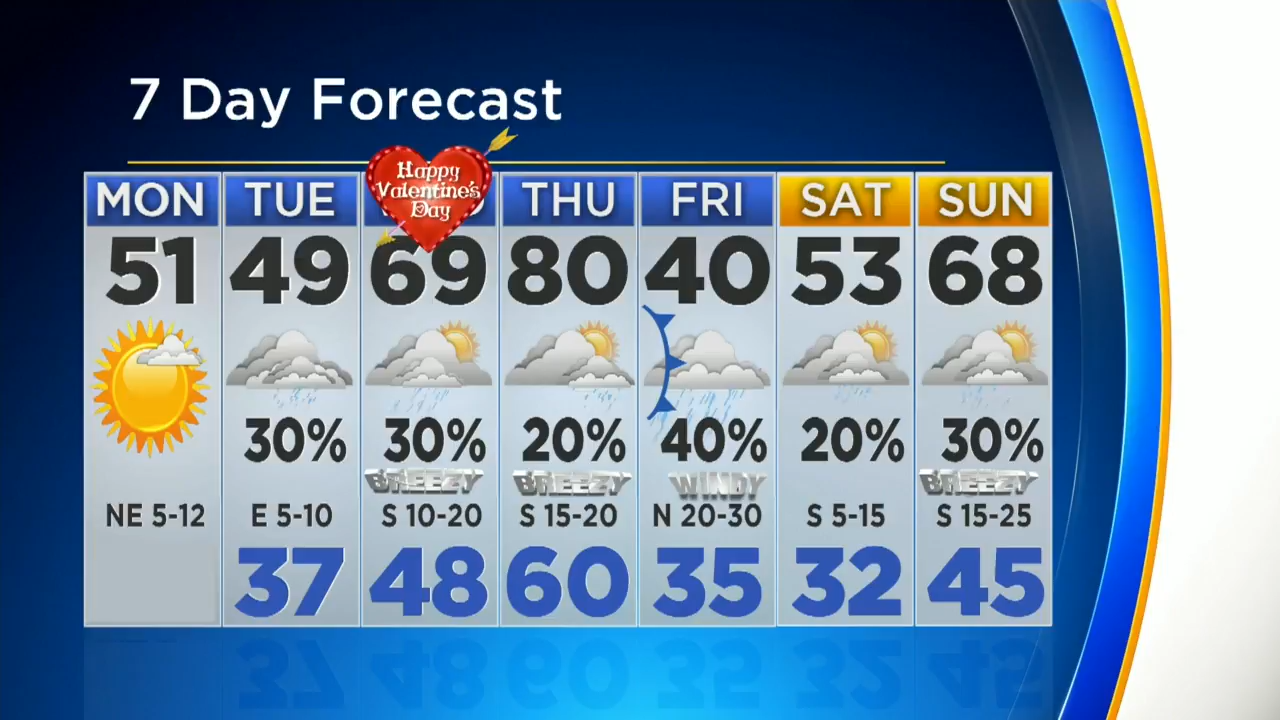 7 Day Forecast
Happy
Valentine's
Day
MON TUE THU FRI SAT SUN
51 49 69 80 40 53 68
30% 30% 20% 40% 20% 30%
BREEZY BREEZY WINDY BREEZY
NE 5-12 E 5-10 S 10-20 S 15-20 N 20-30 S 5-15 S 15-25
37 48 60 35 32 45